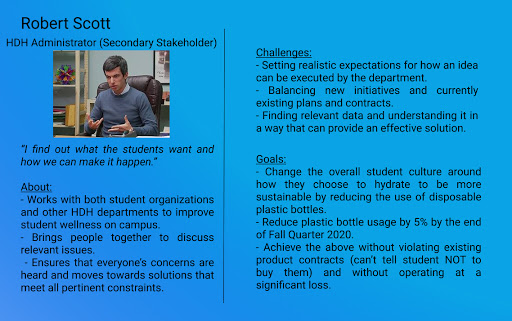 Robert Scott
HDH Administrator (Secondary Stakeholder)
“I find out what the students want and
how we can make it happen.”
About:
- Works with both student organizations
and other HDH departments to improve
student wellness on campus.
- Brings people together to discuss
relevant issues.
- Ensures that everyone’s concerns are
heard and moves towards solutions that
meet all pertinent constraints.
Challenges:
- Setting realistic expectations for how an idea
can be executed by the department.
- Balancing new initiatives and currently
existing plans and contracts.
- Finding relevant data and understanding it in
a way that can provide an effective solution.
Goals:
- Change the overall student culture around
how they choose to hydrate to be more
sustainable by reducing the use of disposable
plastic bottles.
- Reduce plastic bottle usage by 5% by the end
of Fall Quarter 2020.
- Achieve the above without violating existing
product contracts (can’t tell student NOT to
buy them) and without operating at a
significant loss.